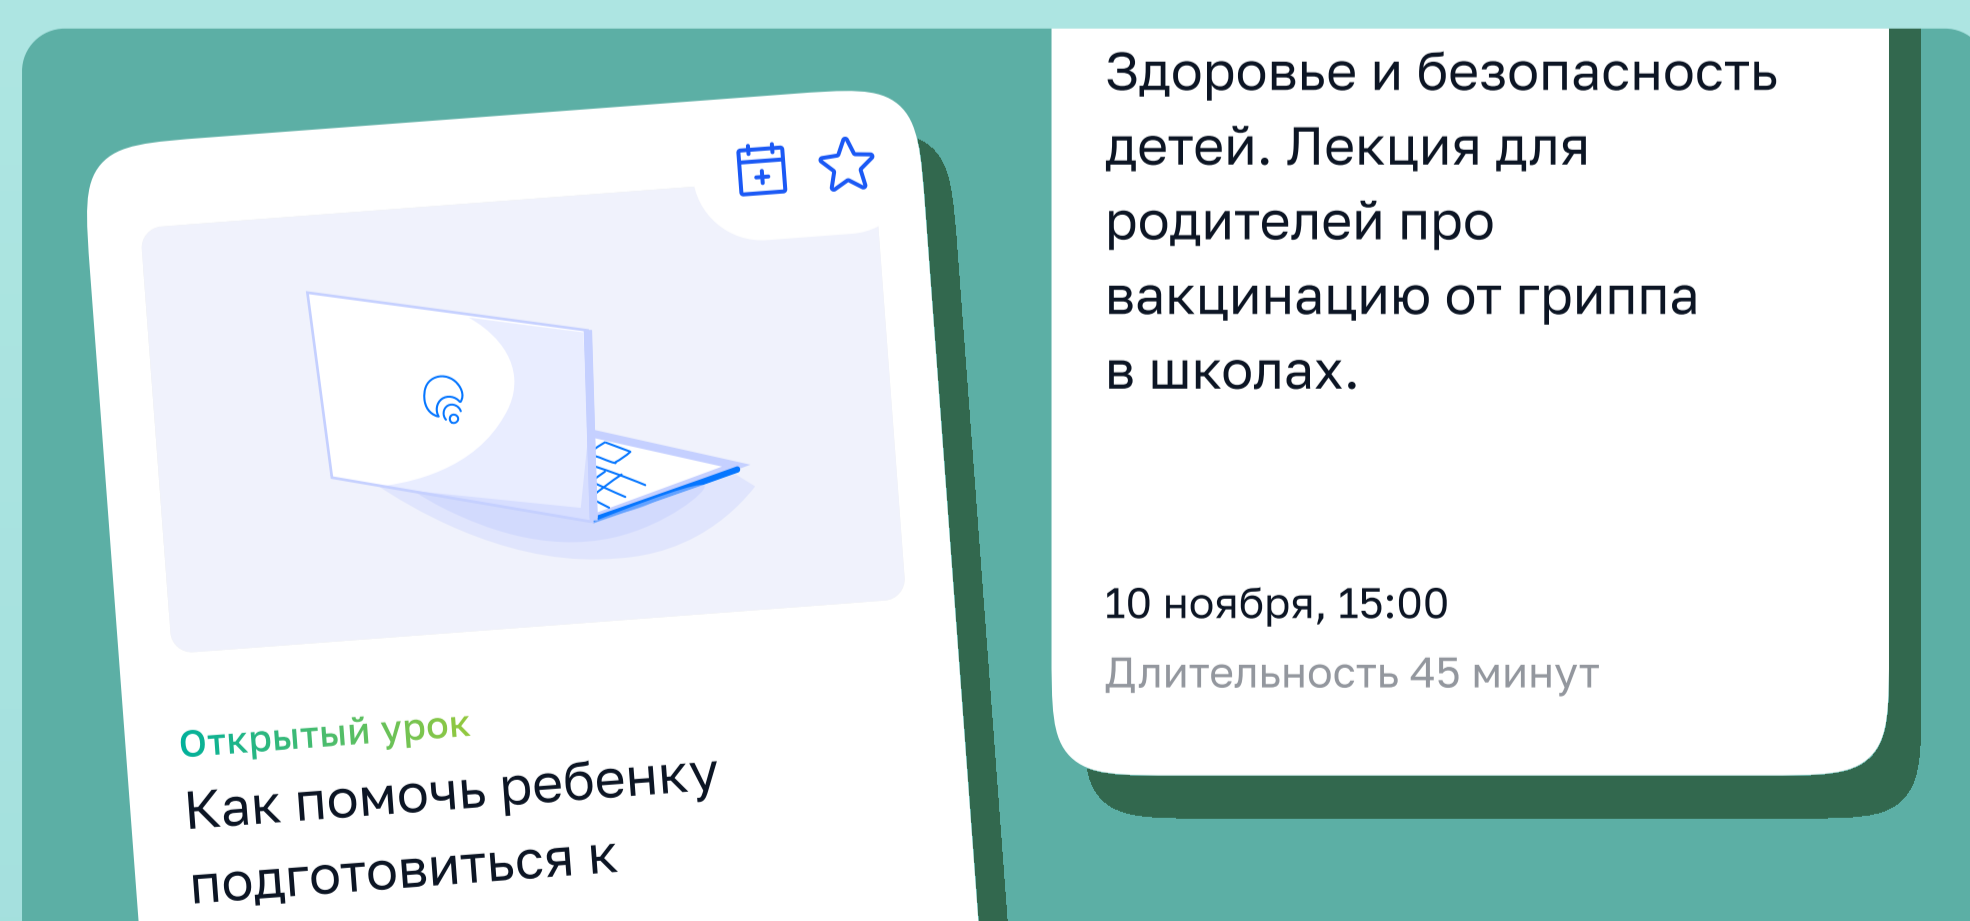 Открытый урок
Как помочь ребенку
подготовиться к
Здоровье и безопасность
детей. Лекция для
родителей про
вакцинацию от гриппа
в школах.
10 ноября, 15:00
Длительность 45 минут